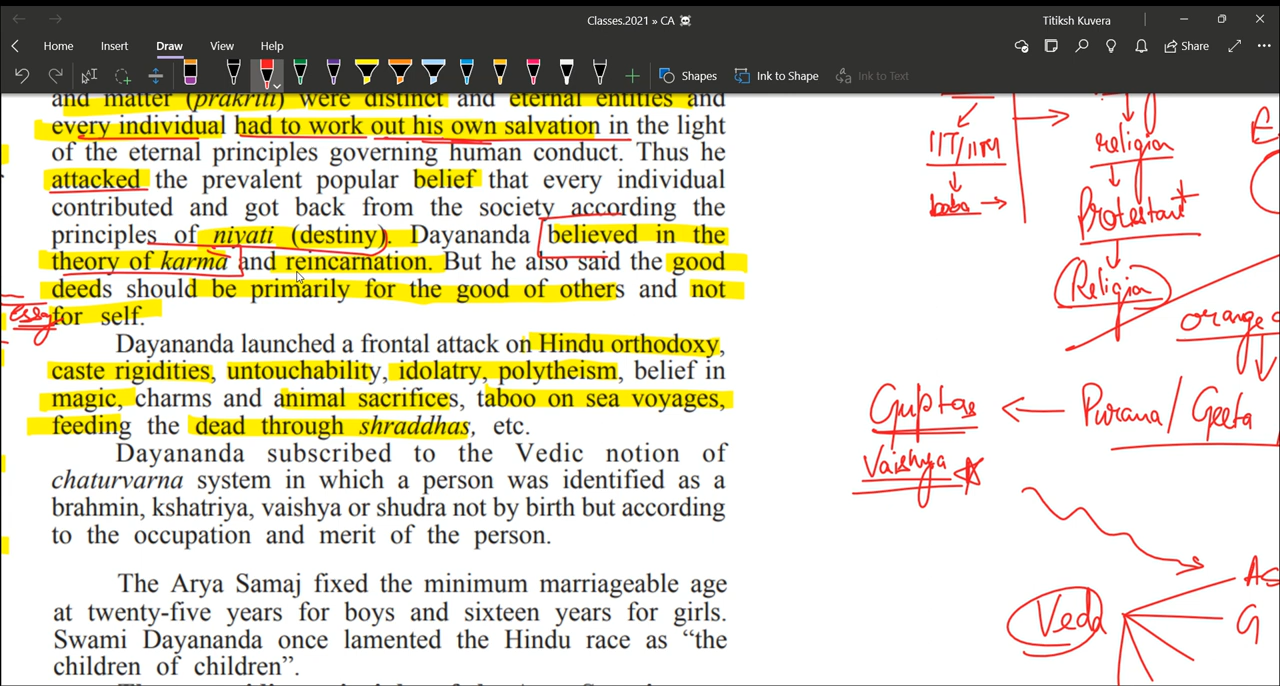 Classes.2021 » CA
Titiksh Kuvera
Home Insert Draw View Help
Share
Shapes Ink to Shape Ink to Text
and matter (prakriti) were distinct and eternal entities and
every individual had to work out his own salvation in the light
of the eternal principles governing human conduct. Thus he
attacked the prevalent popular belief that every individual
contributed and got back from the society according the
principles of niyati (destiny). Dayananda believed in the
theory of karma and reincarnation. But he also said the good
deeds should be primarily for the good of others and not
for self.
Dayananda launched a frontal attack on Hindu orthodoxy,
caste rigidities, untouchability, idolatry, polytheism, belief in
magic, charms and animal sacrifices, taboo on sea voyages,
feeding the dead through shraddhas, etc.
Dayananda subscribed to the Vedic notion of
chaturvarna system in which a person was identified as a
brahmin, kshatriya, vaishya or shudra not by birth but according
to the occupation and merit of the person.
The Arya Samaj fixed the minimum marriageable age
at twenty-five years for boys and sixteen years for girls.
Swami Dayananda once lamented the Hindu race as “the
children of children”.
essay
IIT/IIM
baba
religion
Protestant
Religion
orange
Guptas
Purana/Geeta
Vaishya
Veda
G